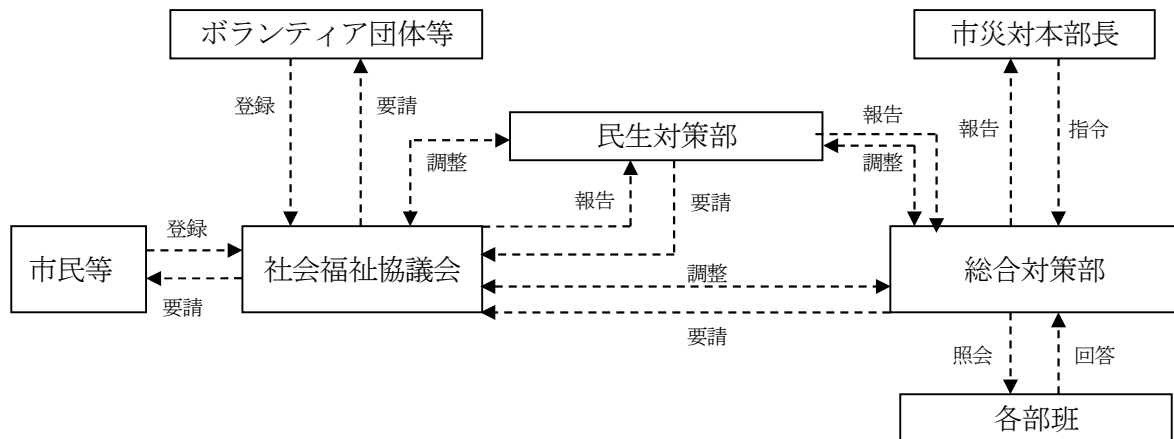 ボランティア団体等
市災対本部長
登録
要請
民生対策部
報告
報告
指令
調整
調整
報告
要請
登録
市民等
社会福祉協議会
総合対策部
調整
要請
要請
照会
回答
各部班